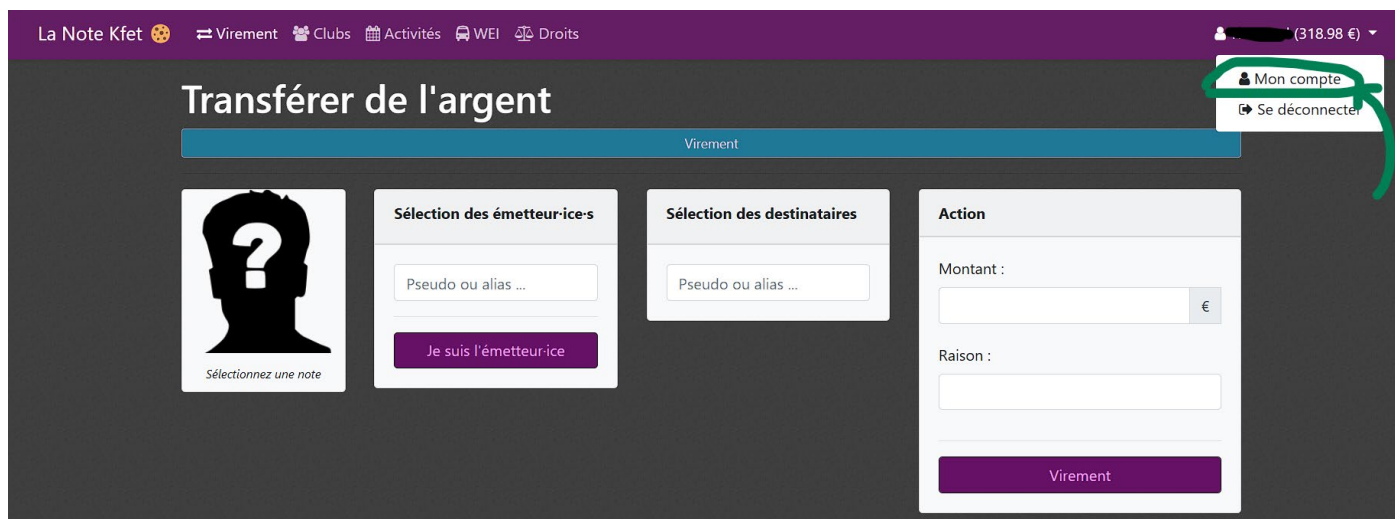 La Note Kfet Virement Clubs Activités WEI Droits (318.98 €)
Mon compte
Se déconnecter
Transférer de l'argent
Virement
?
Sélectionnez une note
Sélection des émetteur·ice·s
Pseudo ou alias ...
Je suis l'émetteur·ice
Sélection des destinataires
Pseudo ou alias ...
Action
Montant :
€
Raison :
Virement